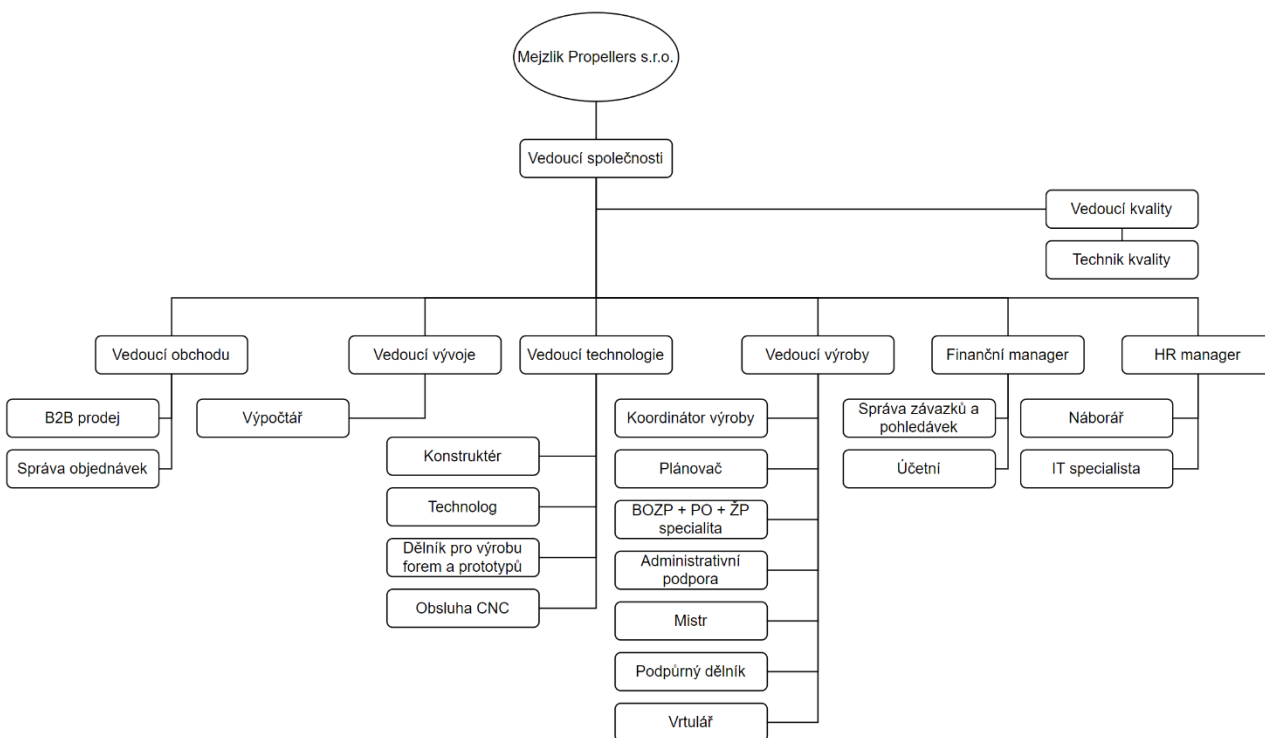 Mejzlik Propellers s.r.o.
Vedoucí společnosti
Vedoucí kvality
Technik kvality
Vedoucí obchodu
Vedoucí vývoje
Vedoucí technologie
Vedoucí výroby
Finanční manager
HR manager
B2B prodej
Správa objednávek
Výpočtář
Konstruktér
Technolog
Dělník pro výrobu
forem a prototypů
Obsluha CNC
Koordinátor výroby
Plánovač
BOZP + PO + ŽP
specialita
Administrativní
podpora
Mistr
Podpůrný dělník
Vrtulář
Správa závazků a
pohledávek
Účetní
Náborář
IT specialista